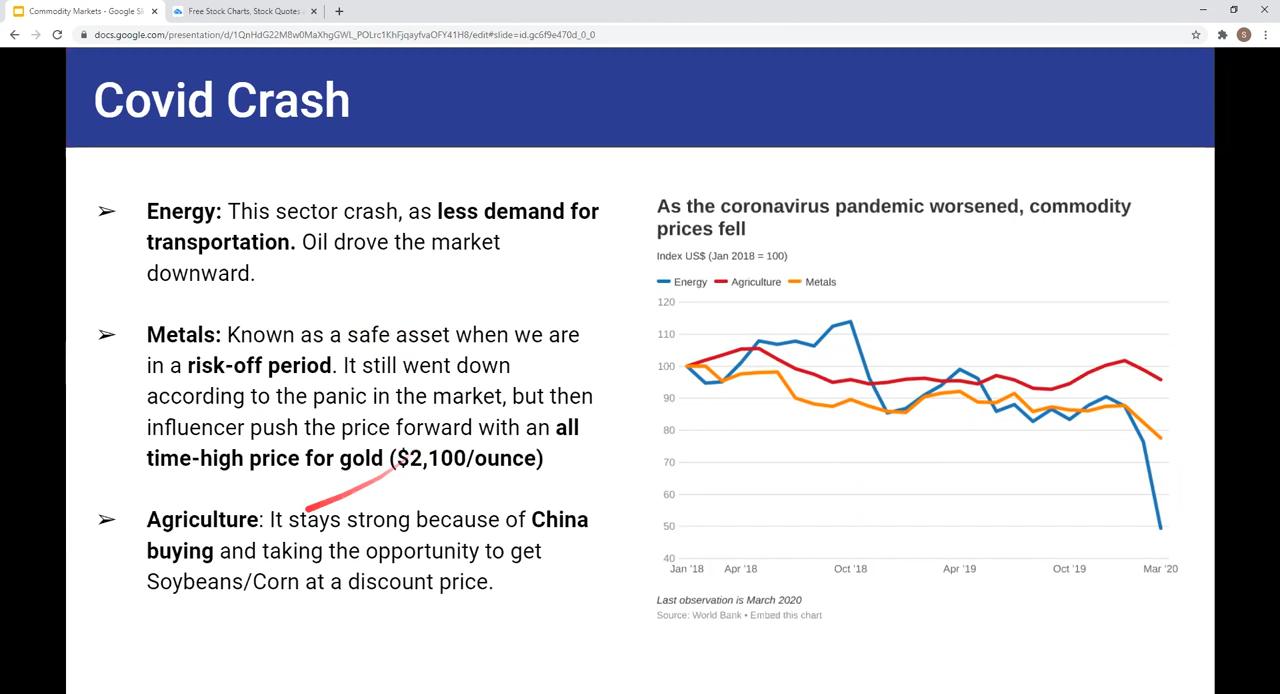 Commodity Markets - Google Sli
Free Stock Charts, Stock Quotes
docs.google.com/presentation/d/1QnHdG22M8w0MaXhgGWL_POLrc1KhFjqayfvaOFY41H8/edit#slide=id.gc6f9e470d_0_0
S
Covid Crash
➢ Energy: This sector crash, as less demand for
transportation. Oil drove the market
downward.
➢ Metals: Known as a safe asset when we are
in a risk-off period. It still went down
according to the panic in the market, but then
influencer push the price forward with an all
time-high price for gold ($2,100/ounce)
➢ Agriculture: It stays strong because of China
buying and taking the opportunity to get
Soybeans/Corn at a discount price.
As the coronavirus pandemic worsened, commodity
prices fell
Index US$ (Jan 2018 = 100)
Energy Agriculture Metals
120
110
100
90
80
70
60
50
40
Jan '18 Apr '18 Oct '18 Apr '19 Oct '19 Mar '20
Last observation is March 2020
Source: World Bank • Embed this chart